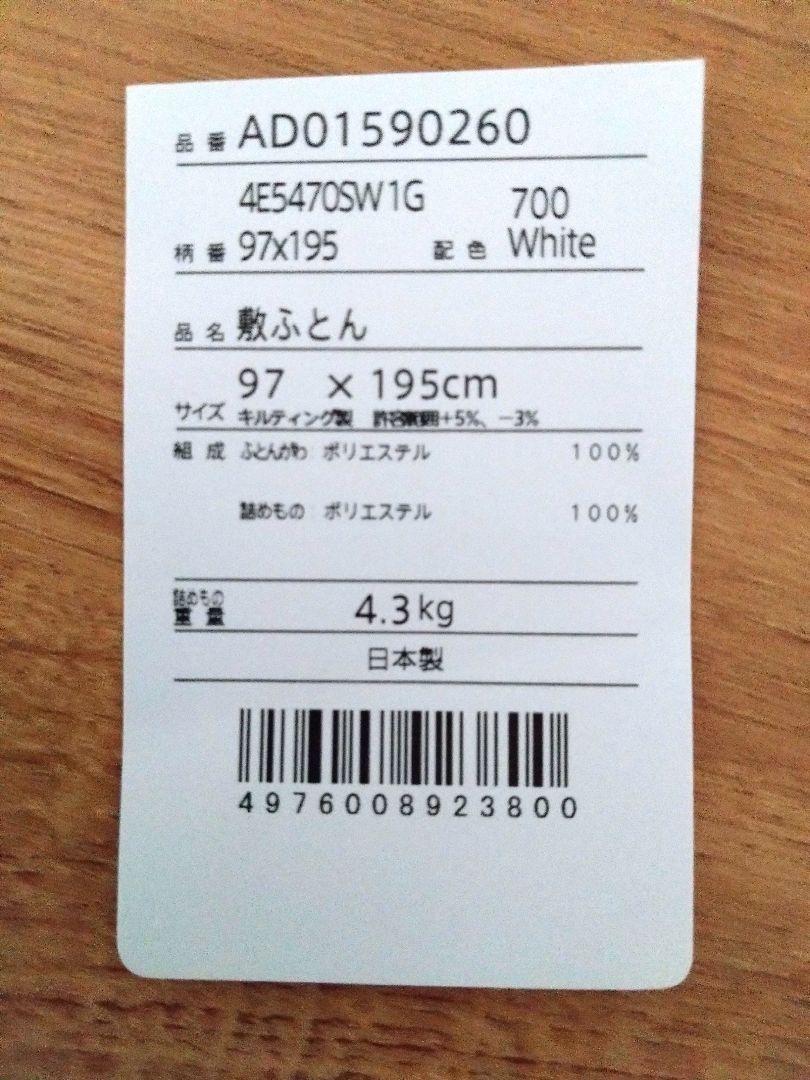 品番 AD01590260
4E5470SW1G 700
柄番 97x195 配色 White
品名 敷ふとん
サイズ 97 × 195cm
キルティング製 許容範囲+5%、-3%
組成 ふとんがわ: ポリエステル 100%
詰めもの: ポリエステル 100%
詰めもの
重量 4.3kg
日本製
4976008923800